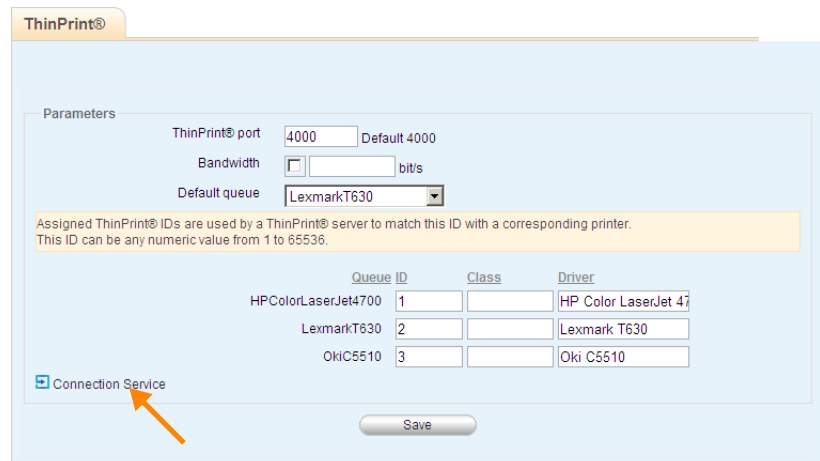 ThinPrint®
Parameters
ThinPrint® port 4000 Default 4000
Bandwidth bit/s
Default queue LexmarkT630
Assigned ThinPrint® IDs are used by a ThinPrint® server to match this ID with a corresponding printer.
This ID can be any numeric value from 1 to 65536.
Queue ID Class Driver
HPColorLaserJet4700 1 HP Color LaserJet 47
LexmarkT630 2 Lexmark T630
OkiC5510 3 Oki C5510
Connection Service
Save